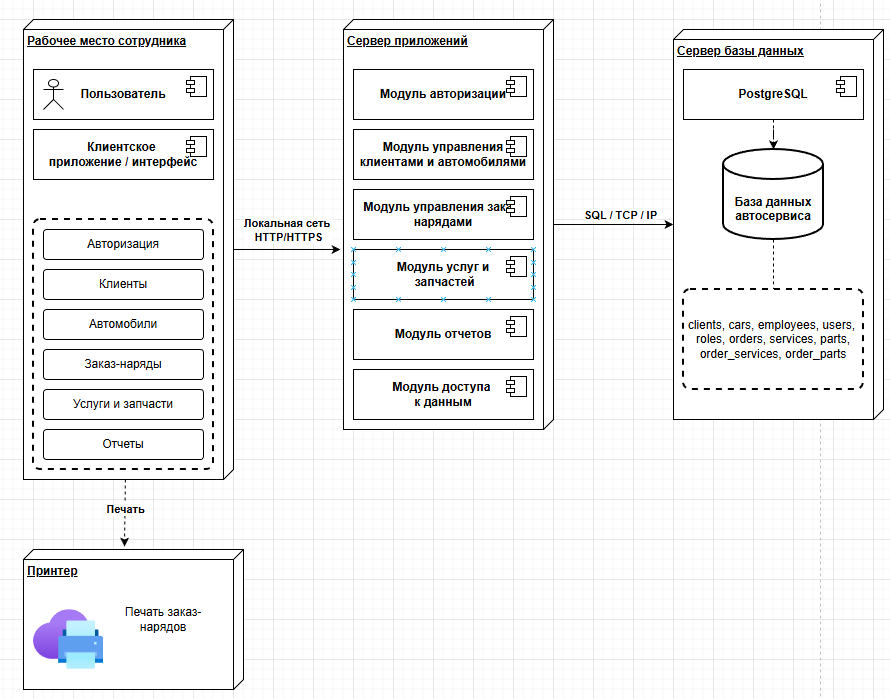 Рабочее место сотрудника
Пользователь
Клиентское
приложение / интерфейс
Авторизация
Клиенты
Автомобили
Заказ-наряды
Услуги и запчасти
Отчеты
Печать
Принтер
Печать заказ-
нарядов
Локальная сеть
HTTP/HTTPS
Сервер приложений
Модуль авторизации
Модуль управления
клиентами и автомобилями
Модуль управления зак
нарядами
Модуль услуг и
запчастей
Модуль отчетов
Модуль доступа
к данным
SQL / TCP / IP
Сервер базы данных
PostgreSQL
База данных
автосервиса
clients, cars, employees, users,
roles, orders, services, parts,
order_services, order_parts